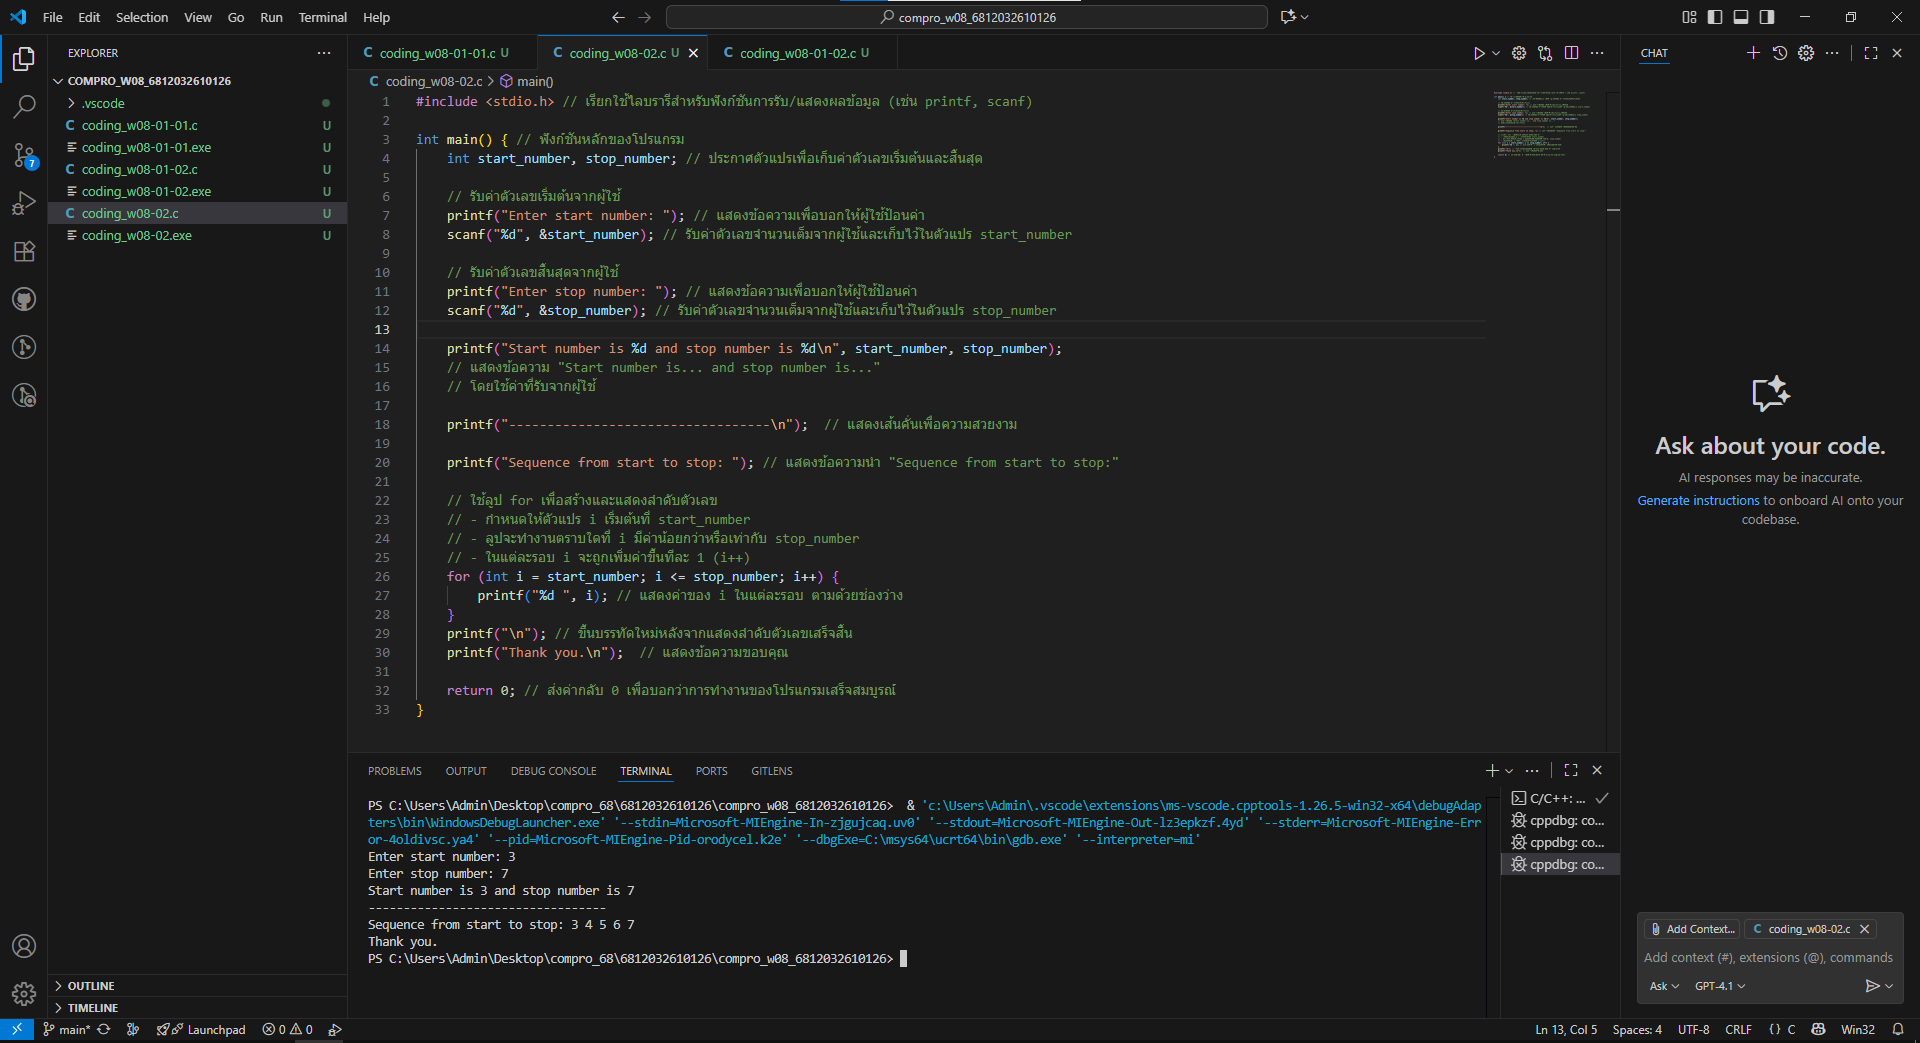 File Edit Selection View Go Run Terminal Help
compro_w08_6812032610126
EXPLORER
COMPRO_W08_6812032610126
.vscode
C coding_w08-01-01.c U
coding_w08-01-01.exe U
C coding_w08-01-02.c U
coding_w08-01-02.exe U
C coding_w08-02.c U
coding_w08-02.exe U
7
OUTLINE
TIMELINE
C coding_w08-01-01.c U
C coding_w08-02.c U
C coding_w08-01-02.c U
C coding_w08-02.c > main()
1 #include <stdio.h> // เรียกใช้ไลบรารีสำหรับฟังก์ชันการรับ/แสดงผลข้อมูล (เช่น printf, scanf)
2
3 int main() { // ฟังก์ชันหลักของโปรแกรม
4 int start_number, stop_number; // ประกาศตัวแปรเพื่อเก็บค่าตัวเลขเริ่มต้นและสิ้นสุด
5
6 // รับค่าตัวเลขเริ่มต้นจากผู้ใช้
7 printf("Enter start number: "); // แสดงข้อความเพื่อบอกให้ผู้ใช้ป้อนค่า
8 scanf("%d", &start_number); // รับค่าตัวเลขจำนวนเต็มจากผู้ใช้และเก็บไว้ในตัวแปร start_number
9
10 // รับค่าตัวเลขสิ้นสุดจากผู้ใช้
11 printf("Enter stop number: "); // แสดงข้อความเพื่อบอกให้ผู้ใช้ป้อนค่า
12 scanf("%d", &stop_number); // รับค่าตัวเลขจำนวนเต็มจากผู้ใช้และเก็บไว้ในตัวแปร stop_number
13
14 printf("Start number is %d and stop number is %d\n", start_number, stop_number);
15 // แสดงข้อความ "Start number is... and stop number is..."
16 // โดยใช้ค่าที่รับจากผู้ใช้
17
18 printf("----------------------------------\n"); // แสดงเส้นคั่นเพื่อความสวยงาม
19
20 printf("Sequence from start to stop: "); // แสดงข้อความนำ "Sequence from start to stop:"
21
22 // ใช้ลูป for เพื่อสร้างและแสดงลำดับตัวเลข
23 // - กำหนดให้ตัวแปร i เริ่มต้นที่ start_number
24 // - ลูปจะทำงานตราบใดที่ i มีค่าน้อยกว่าหรือเท่ากับ stop_number
25 // - ในแต่ละรอบ i จะถูกเพิ่มค่าขึ้นทีละ 1 (i++)
26 for (int i = start_number; i <= stop_number; i++) {
27 printf("%d ", i); // แสดงค่าของ i ในแต่ละรอบ ตามด้วยช่องว่าง
28 }
29 printf("\n"); // ขึ้นบรรทัดใหม่หลังจากแสดงลำดับตัวเลขเสร็จสิ้น
30 printf("Thank you.\n"); // แสดงข้อความขอบคุณ
31
32 return 0; // ส่งค่ากลับ 0 เพื่อบอกว่าการทำงานของโปรแกรมเสร็จสมบูรณ์
33 }
PROBLEMS OUTPUT DEBUG CONSOLE TERMINAL PORTS GITLENS
PS C:\Users\Admin\Desktop\compro_68\6812032610126\compro_w08_6812032610126> & 'c:\Users\Admin\.vscode\extensions\ms-vscode.cpptools-1.26.5-win32-x64\debugAdap
ters\bin\WindowsDebugLauncher.exe' '--stdin=Microsoft-MIEngine-In-zjgujcaq.uv0' '--stdout=Microsoft-MIEngine-Out-lz3epkzf.4yd' '--stderr=Microsoft-MIEngine-Err
or-4oldivsc.ya4' '--pid=Microsoft-MIEngine-Pid-orodycel.k2e' '--dbgExe=C:\msys64\ucrt64\bin\gdb.exe' '--interpreter=mi'
Enter start number: 3
Enter stop number: 7
Start number is 3 and stop number is 7
----------------------------------
Sequence from start to stop: 3 4 5 6 7
Thank you.
PS C:\Users\Admin\Desktop\compro_68\6812032610126\compro_w08_6812032610126>
C/C++: ...
cppdbg: co...
cppdbg: co...
cppdbg: co...
CHAT
Ask about your code.
AI responses may be inaccurate.
Generate instructions to onboard AI onto your
codebase.
Add Context... C coding_w08-02.c
Add context (#), extensions (@), commands
Ask GPT-4.1
main* Launchpad 0 0 Ln 13, Col 5 Spaces: 4 UTF-8 CRLF {} C Win32